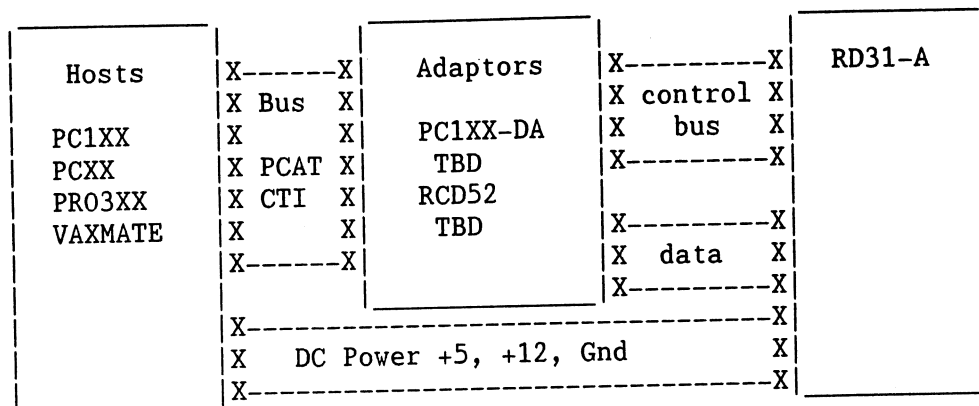 Hosts X------X Adaptors X---------X RD31-A
X Bus X X control X
PC1XX X X PC1XX-DA X bus X
PCXX X PCAT X TBD X---------X
PRO3XX X CTI X RCD52
VAXMATE X X TBD X---------X
X------X X data X
X---------X
X-------------------------------X
X DC Power +5, +12, Gnd X
X-------------------------------X